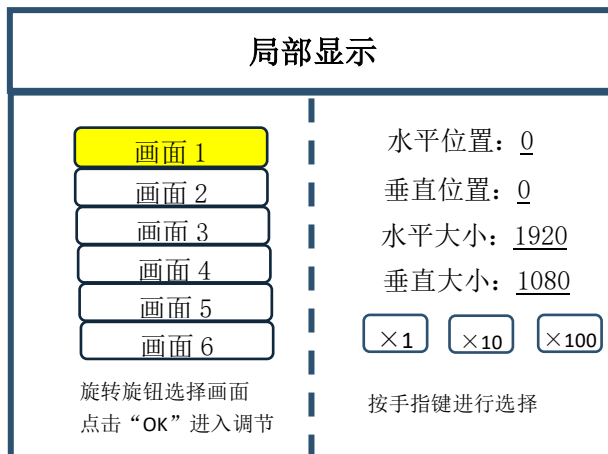 局部显示
画面 1
画面 2
画面 3
画面 4
画面 5
画面 6
旋转旋钮选择画面
点击“OK”进入调节
水平位置：0
垂直位置：0
水平大小：1920
垂直大小：1080
×1
×10
×100
按手指键进行选择